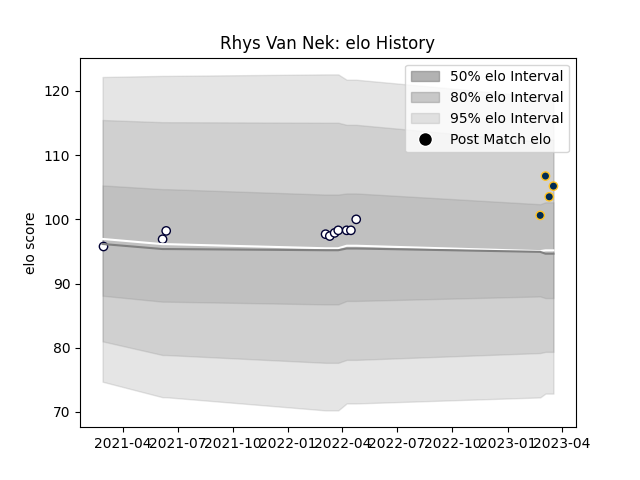 Rhys Van Nek: elo History
50% elo Interval
80% elo Interval
95% elo Interval
Post Match elo
elo score
120
110
100
90
80
70
2021-04 2021-07 2021-10 2022-01 2022-04 2022-07 2022-10 2023-01 2023-04